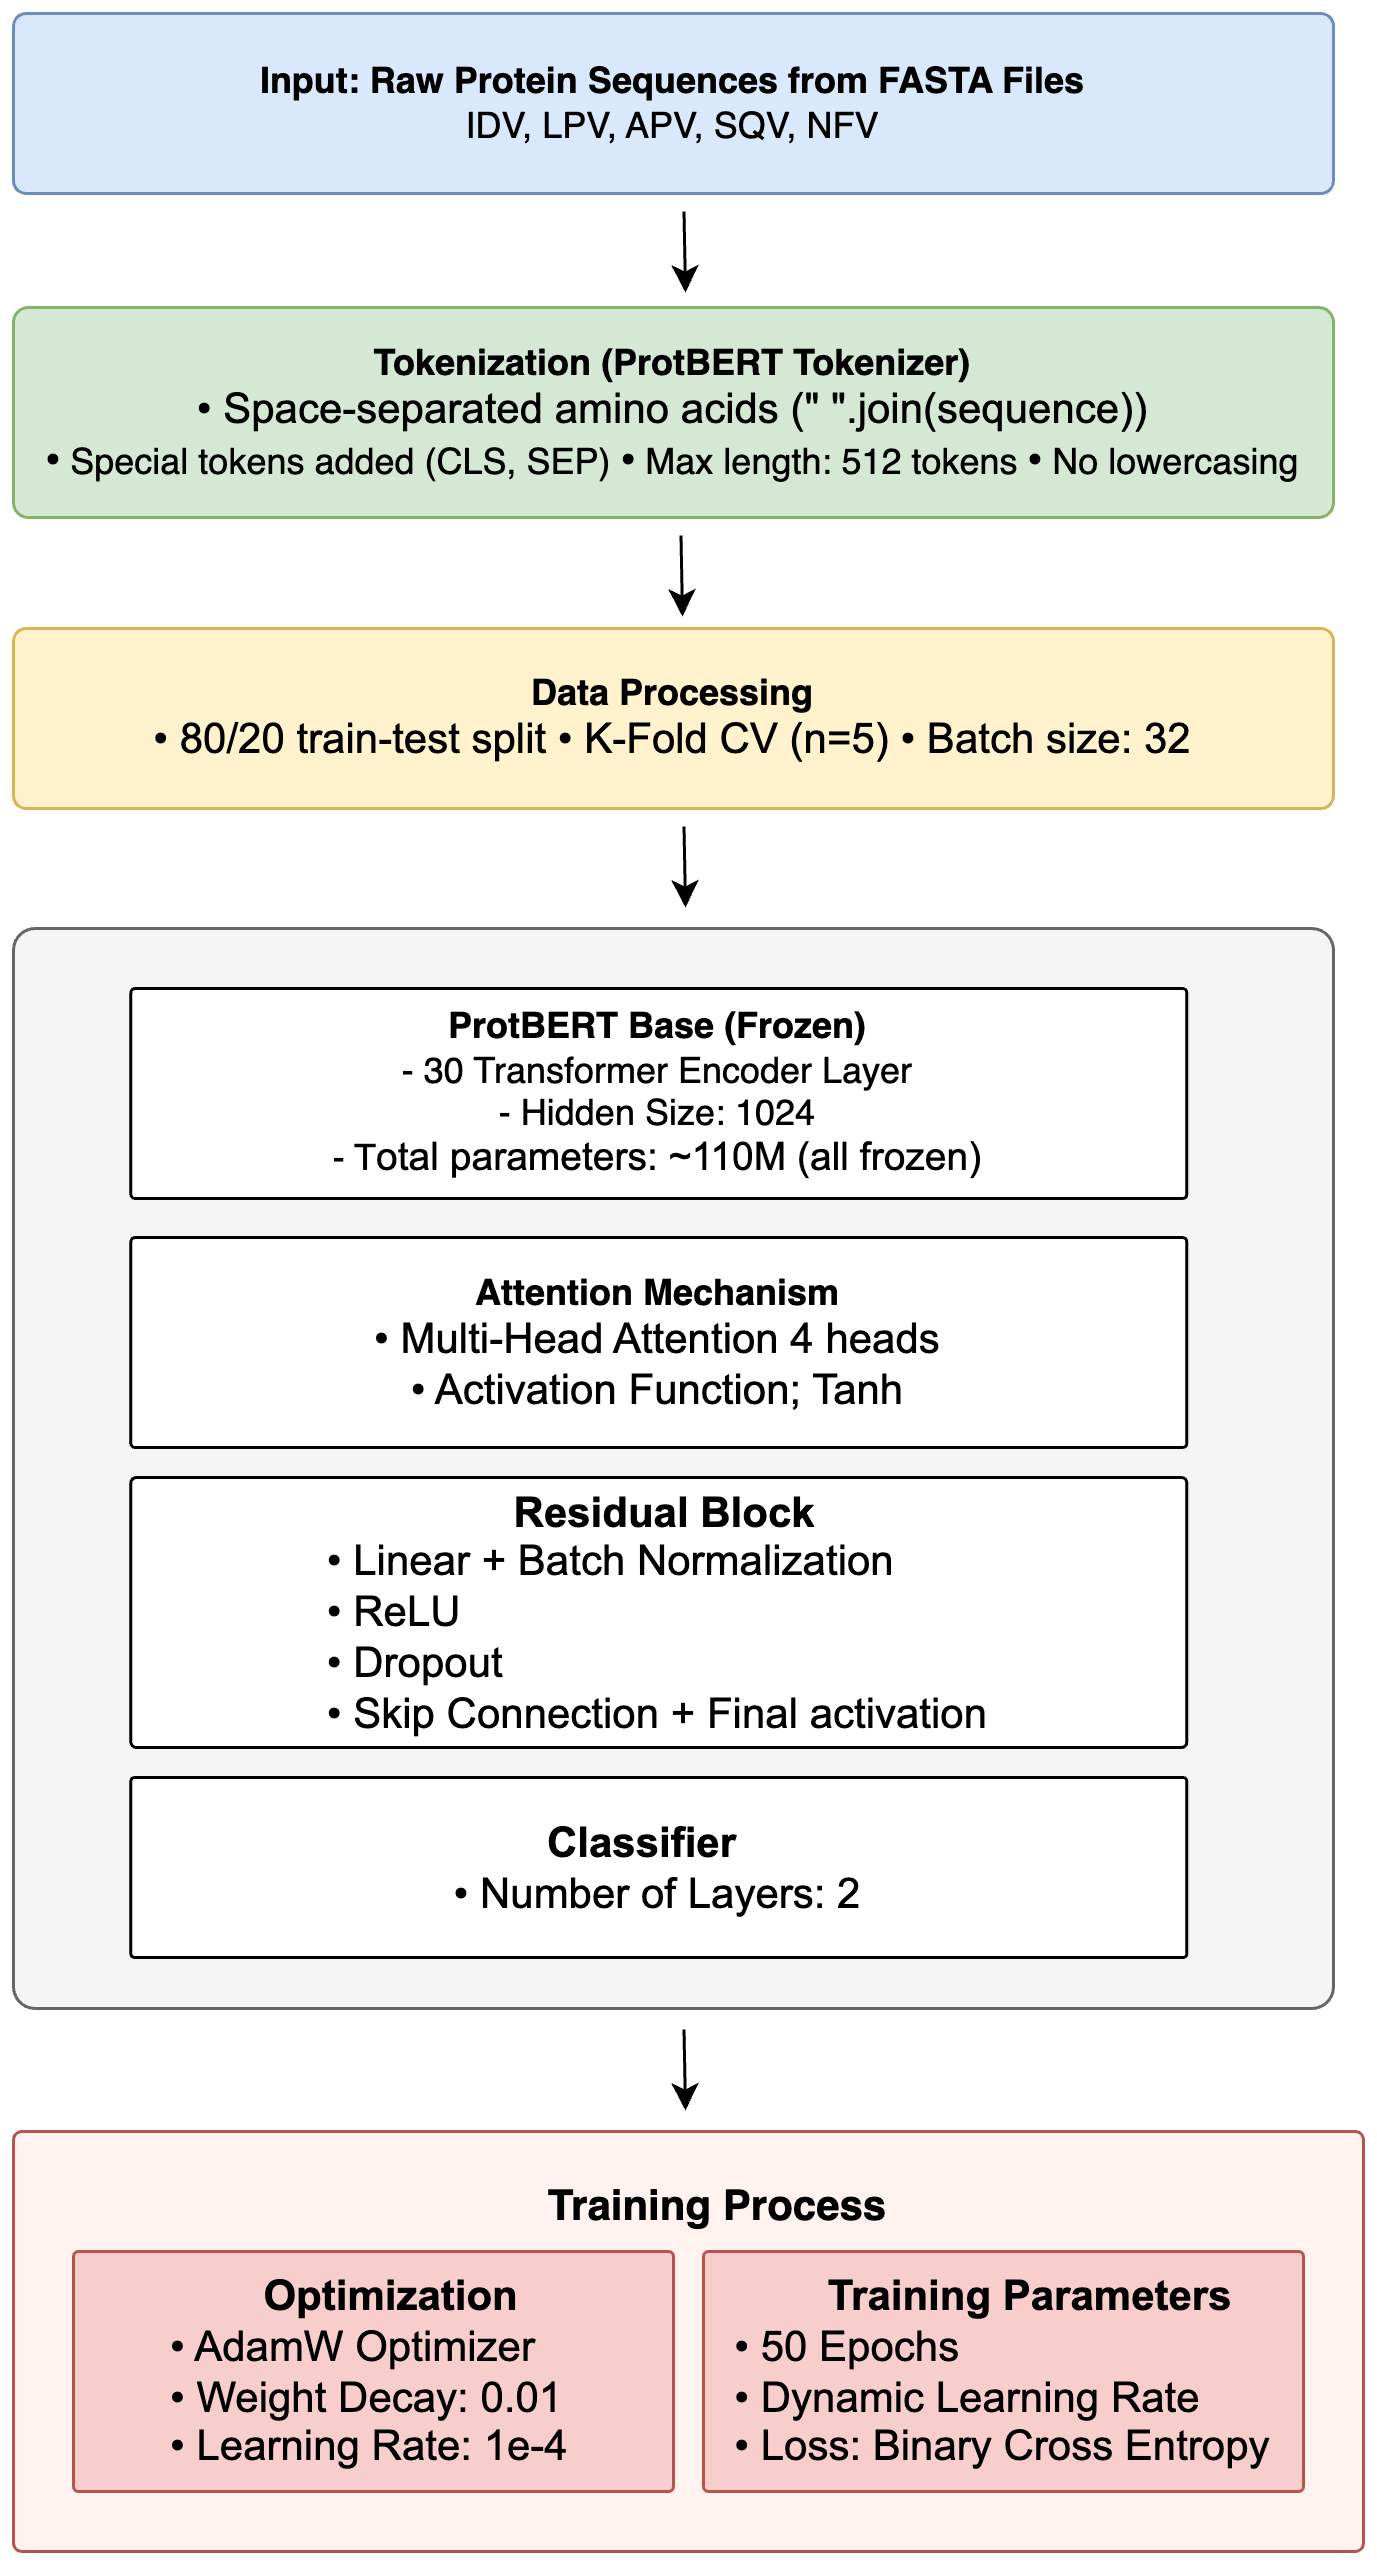 Input: Raw Protein Sequences from FASTA Files
IDV, LPV, APV, SQV, NFV
Tokenization (ProtBERT Tokenizer)
• Space-separated amino acids (" ".join(sequence))
• Special tokens added (CLS, SEP) • Max length: 512 tokens • No lowercasing
Data Processing
• 80/20 train-test split • K-Fold CV (n=5) • Batch size: 32
ProtBERT Base (Frozen)
- 30 Transformer Encoder Layer
- Hidden Size: 1024
- Total parameters: ~110M (all frozen)
Attention Mechanism
• Multi-Head Attention 4 heads
• Activation Function; Tanh
Residual Block
• Linear + Batch Normalization
• ReLU
• Dropout
• Skip Connection + Final activation
Classifier
• Number of Layers: 2
Training Process
Optimization
• AdamW Optimizer
• Weight Decay: 0.01
• Learning Rate: 1e-4
Training Parameters
• 50 Epochs
• Dynamic Learning Rate
• Loss: Binary Cross Entropy